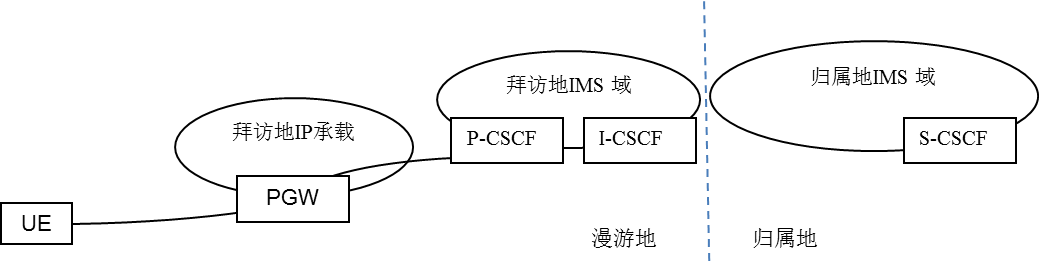 拜访地IMS 域
归属地IMS 域
拜访地IP承载
P-CSCF
I-CSCF
S-CSCF
PGW
UE
漫游地
归属地